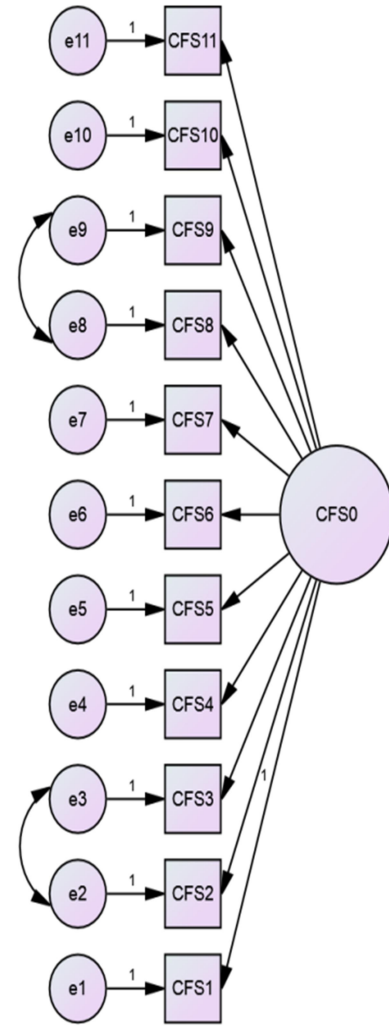 e11 1 CFS11
e10 1 CFS10
e9 1 CFS9
e8 1 CFS8
e7 1 CFS7
e6 1 CFS6 CFS0
e5 1 CFS5
e4 1 CFS4
e3 1 CFS3
1
e2 1 CFS2
e1 1 CFS1